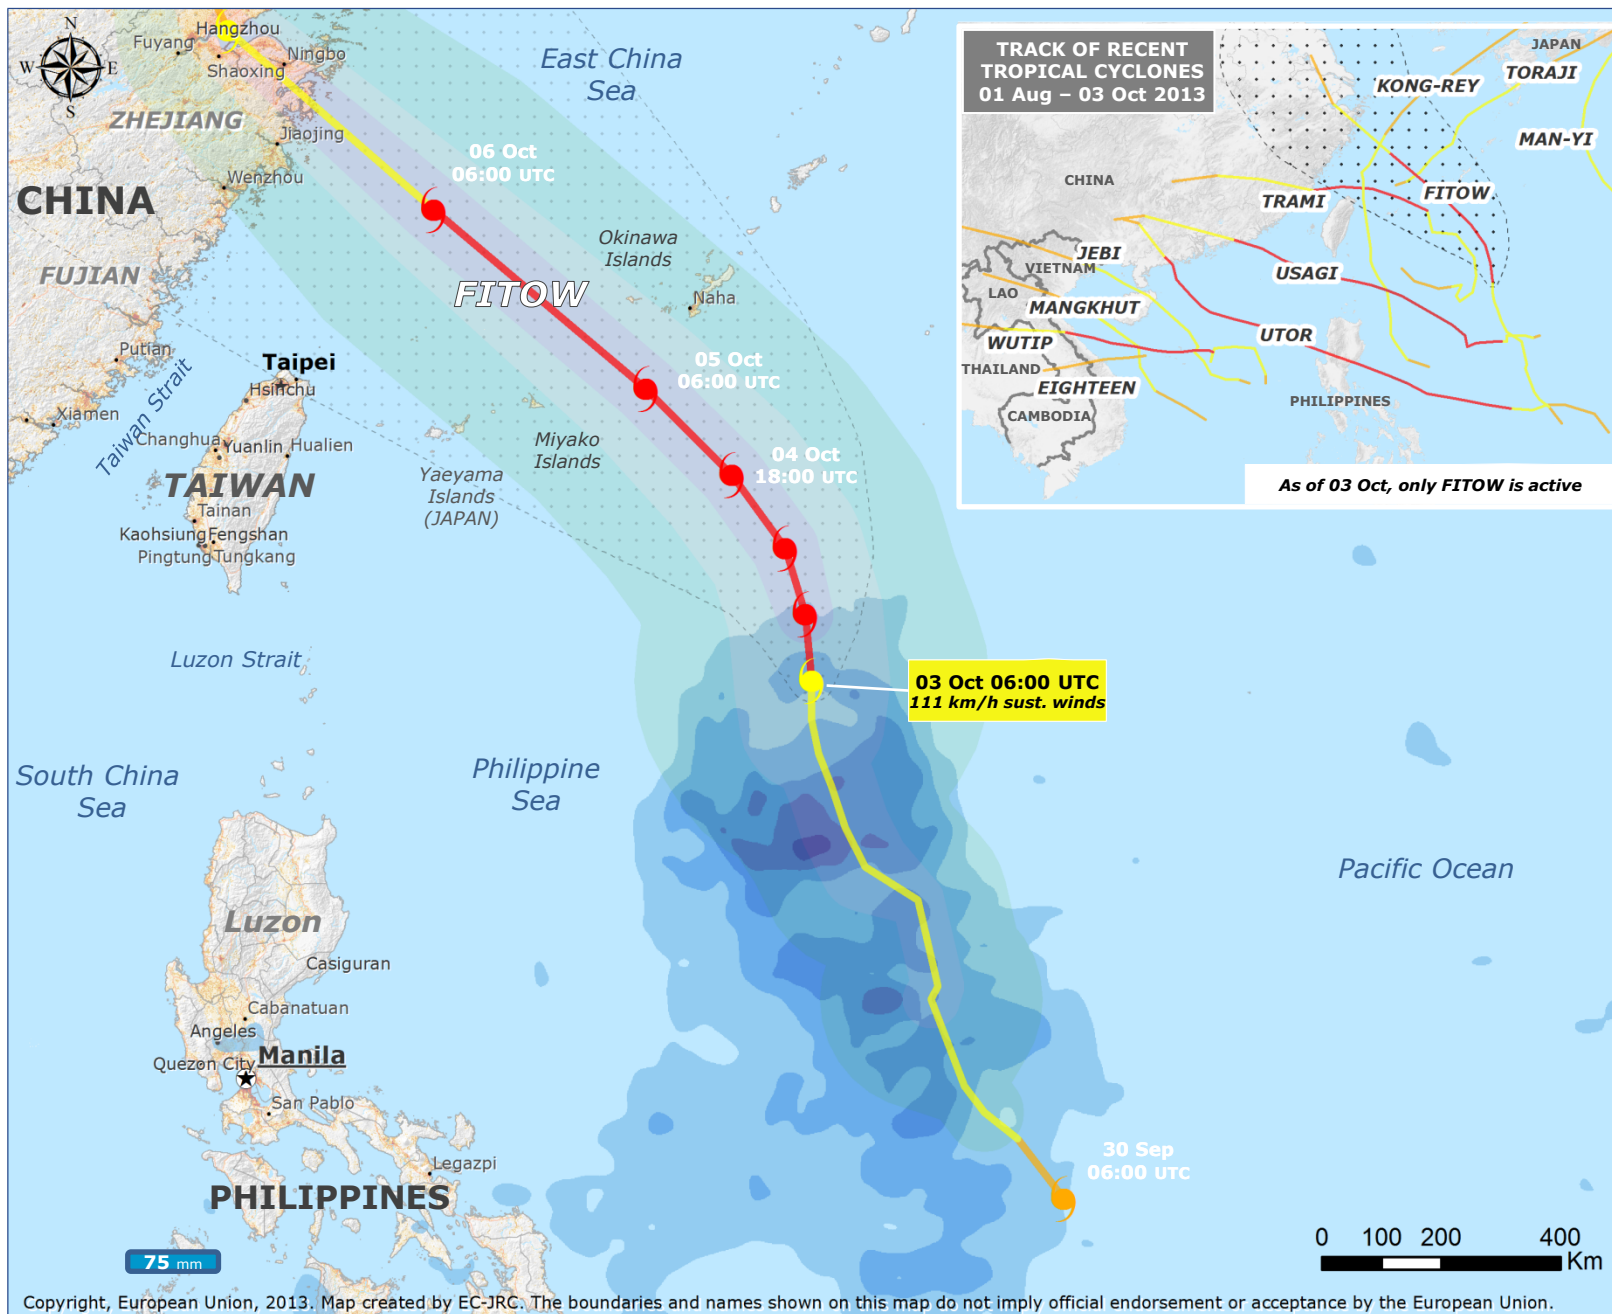 N
W
E
S
Hangzhou
Fuyang
Ningbo
Shaoxing
ZHEJIANG
Jiaojing
Wenzhou
CHINA
FUJIAN
Putian
Xiamen
Taiwan Strait
East China
Sea
06 Oct
06:00 UTC
Okinawa
Islands
Naha
FITOW
05 Oct
06:00 UTC
Taipei
Hsinchu
Changhua
Yuanlin
Hualien
TAIWAN
Tainan
Kaohsiung
Fengshan
Pingtung
Tungkang
Miyako
Islands
Yaeyama
Islands
(JAPAN)
04 Oct
18:00 UTC
TRACK OF RECENT
TROPICAL CYCLONES
01 Aug – 03 Oct 2013
JAPAN
KONG-REY
TORAJI
MAN-YI
CHINA
TRAMI
FITOW
JEBI
VIETNAM
USAGI
LAO
MANGKHUT
UTOR
WUTIP
THAILAND
EIGHTEEN
PHILIPPINES
CAMBODIA
As of 03 Oct, only FITOW is active
Luzon Strait
03 Oct 06:00 UTC
111 km/h sust. winds
South China
Sea
Philippine
Sea
Pacific Ocean
Luzon
Casiguran
Cabanatuan
Angeles
Quezon City
Manila
San Pablo
Legazpi
PHILIPPINES
30 Sep
06:00 UTC
75 mm
0 100 200 400
Km
Copyright, European Union, 2013. Map created by EC-JRC. The boundaries and names shown on this map do not imply official endorsement or acceptance by the European Union.